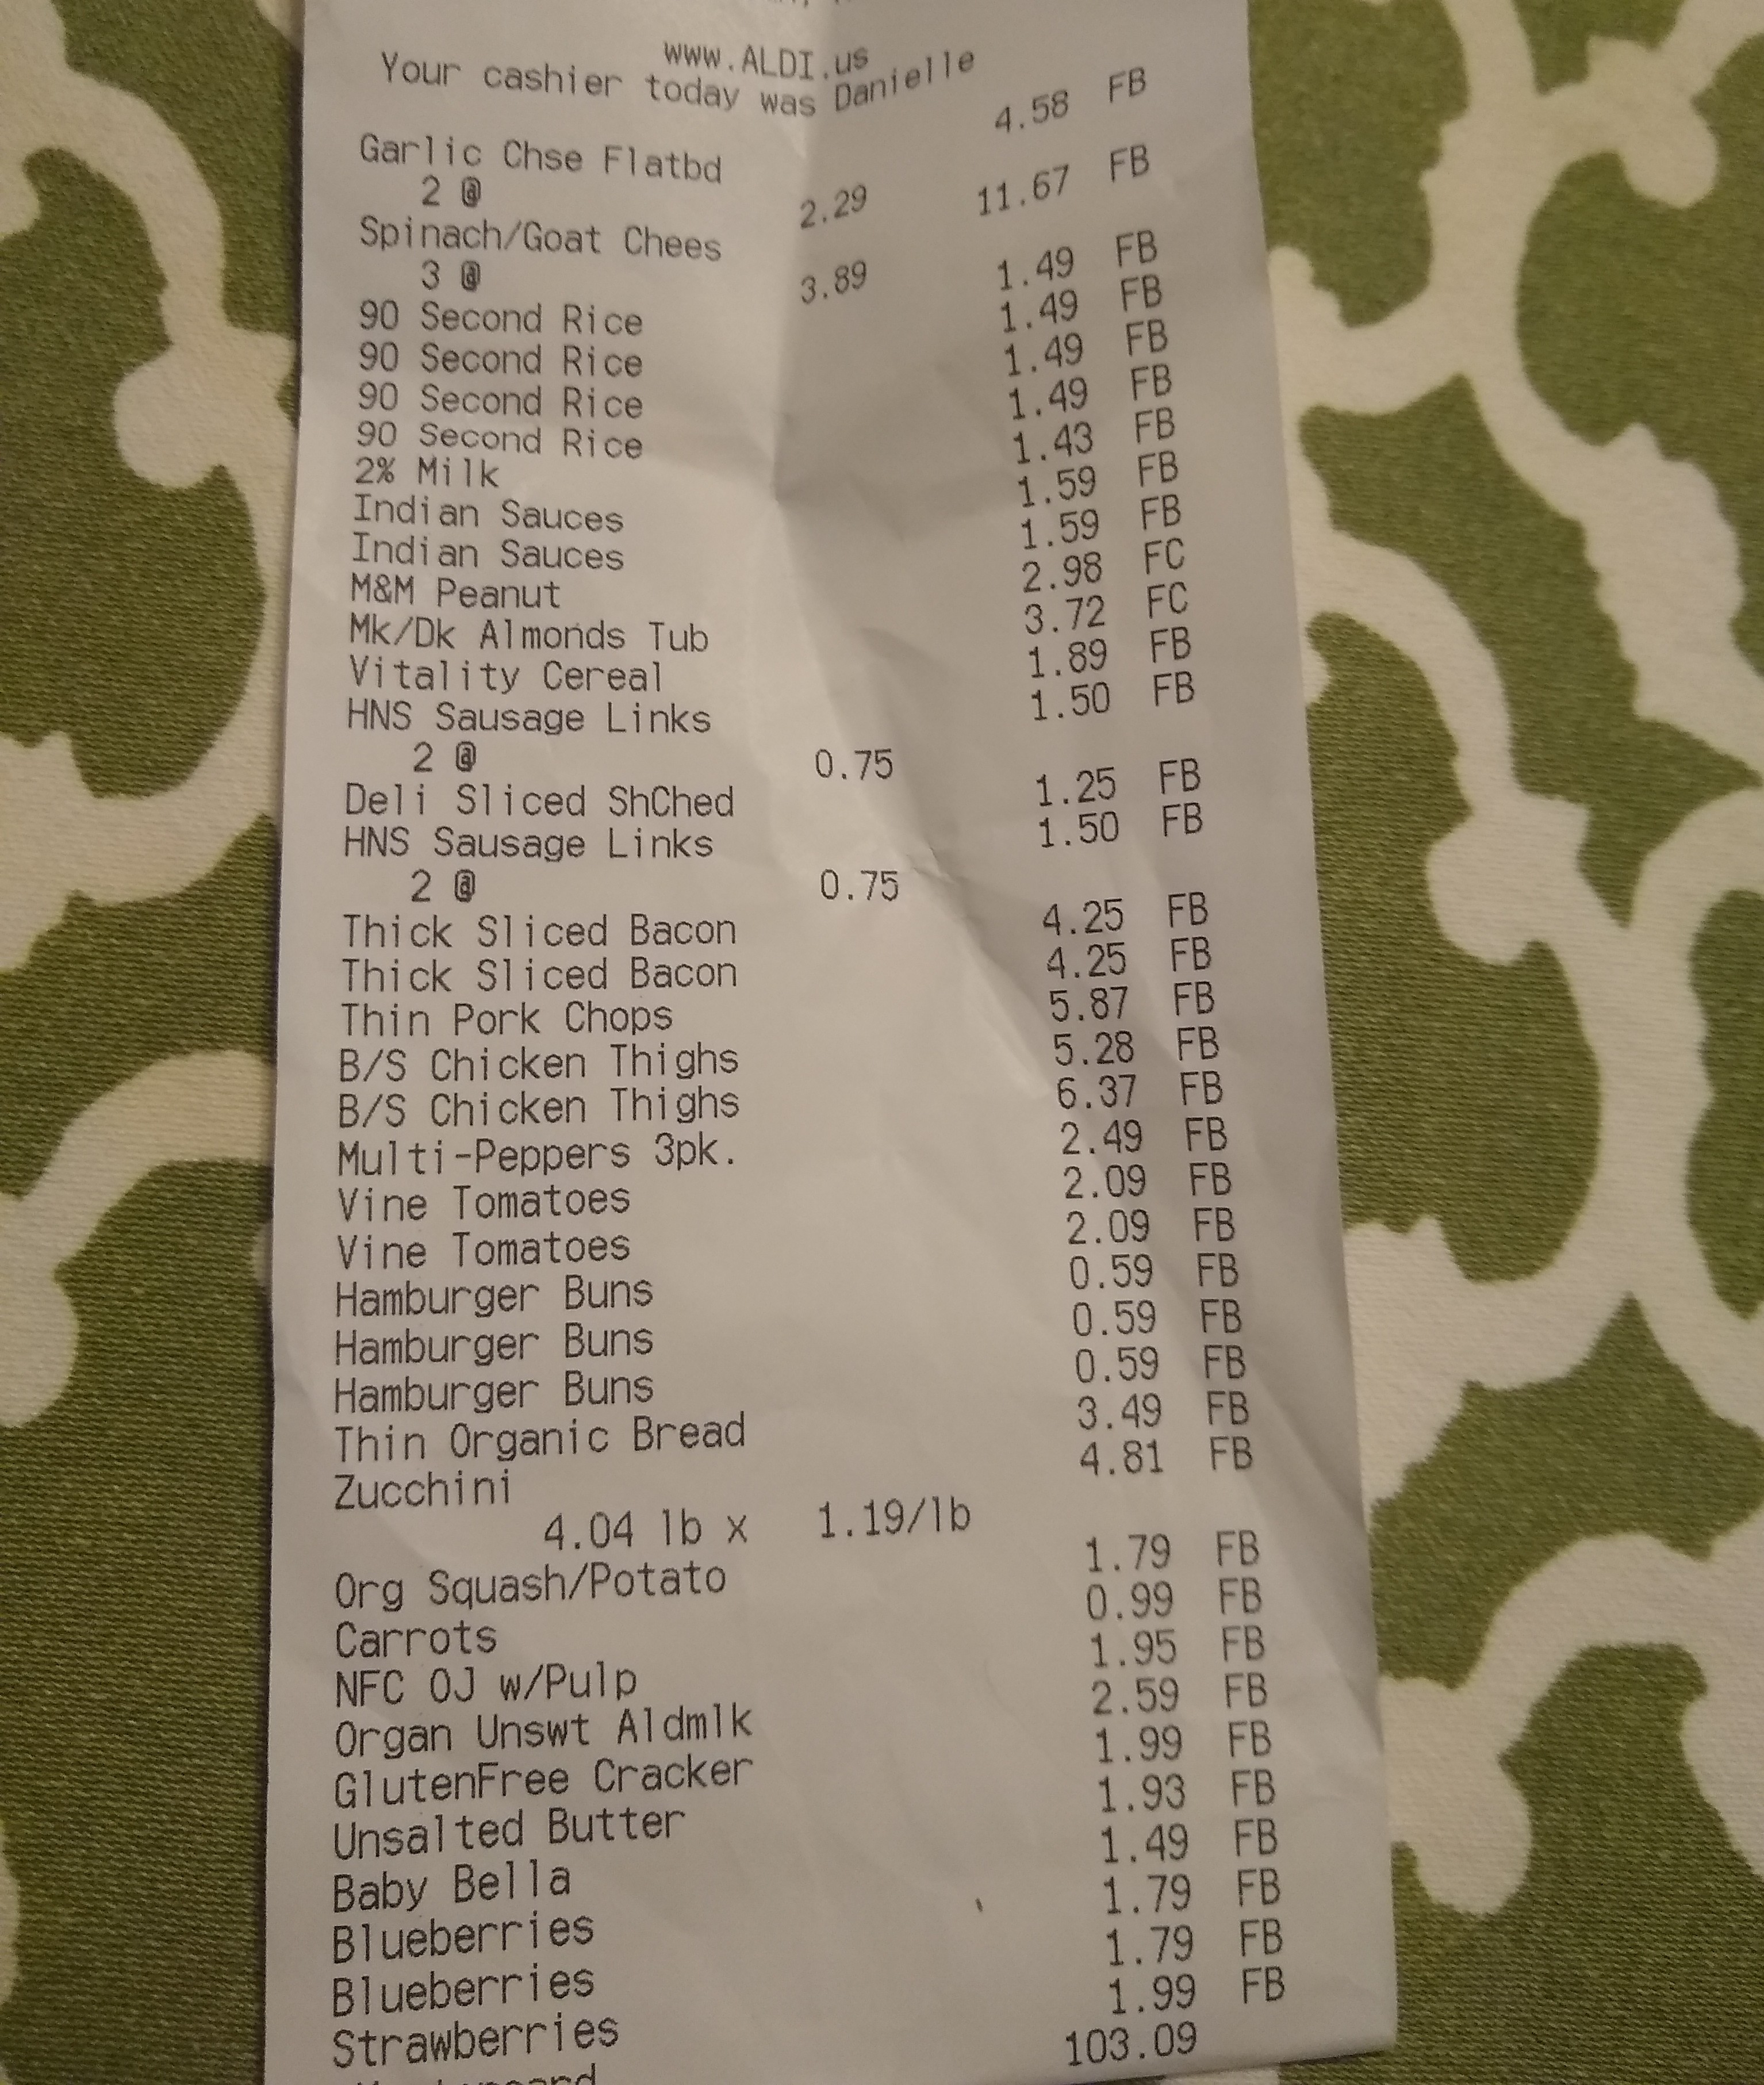 www.ALDI.us
Your cashier today was Danielle
Garlic Chse Flatbd 4.58 FB
2 @ 2.29
Spinach/Goat Chees 11.67 FB
3 @ 3.89
90 Second Rice 1.49 FB
90 Second Rice 1.49 FB
90 Second Rice 1.49 FB
90 Second Rice 1.49 FB
2% Milk 1.43 FB
Indian Sauces 1.59 FB
Indian Sauces 1.59 FB
M&M Peanut 2.98 FC
Mk/Dk Almonds Tub 3.72 FC
Vitality Cereal 1.89 FB
HNS Sausage Links 1.50 FB
2 @ 0.75
Deli Sliced ShChed 1.25 FB
HNS Sausage Links 1.50 FB
2 @ 0.75
Thick Sliced Bacon 4.25 FB
Thick Sliced Bacon 4.25 FB
Thin Pork Chops 5.87 FB
B/S Chicken Thighs 5.28 FB
B/S Chicken Thighs 6.37 FB
Multi-Peppers 3pk. 2.49 FB
Vine Tomatoes 2.09 FB
Vine Tomatoes 2.09 FB
Hamburger Buns 0.59 FB
Hamburger Buns 0.59 FB
Hamburger Buns 0.59 FB
Thin Organic Bread 3.49 FB
Zucchini 4.81 FB
4.04 lb x 1.19/lb
Org Squash/Potato 1.79 FB
Carrots 0.99 FB
NFC OJ w/Pulp 1.95 FB
Organ Unswt Aldmlk 2.59 FB
GlutenFree Cracker 1.99 FB
Unsalted Butter 1.93 FB
Baby Bella 1.49 FB
Blueberries 1.79 FB
Blueberries 1.79 FB
Strawberries 1.99 FB
103.09